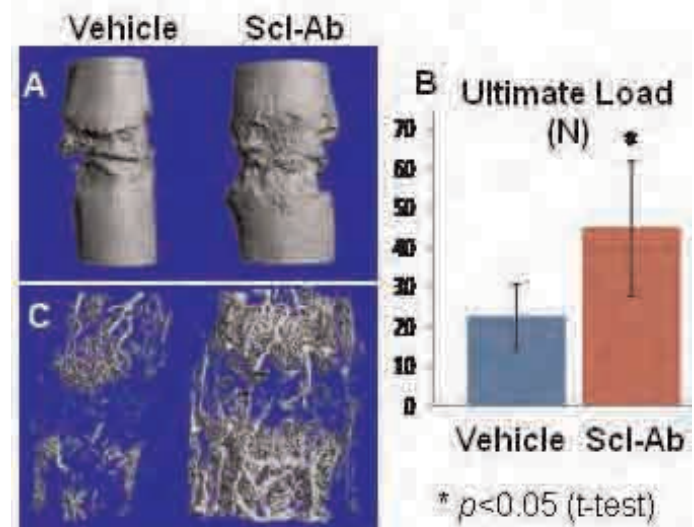 Vehicle Scl-Ab
A
B Ultimate Load
(N)
70
*
60
50
40
30
20
10
0
C
Vehicle Scl-Ab
* p<0.05 (t-test)